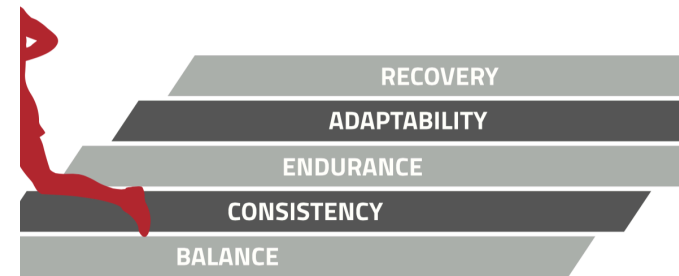 RECOVERY
ADAPTABILITY
ENDURANCE
CONSISTENCY
BALANCE